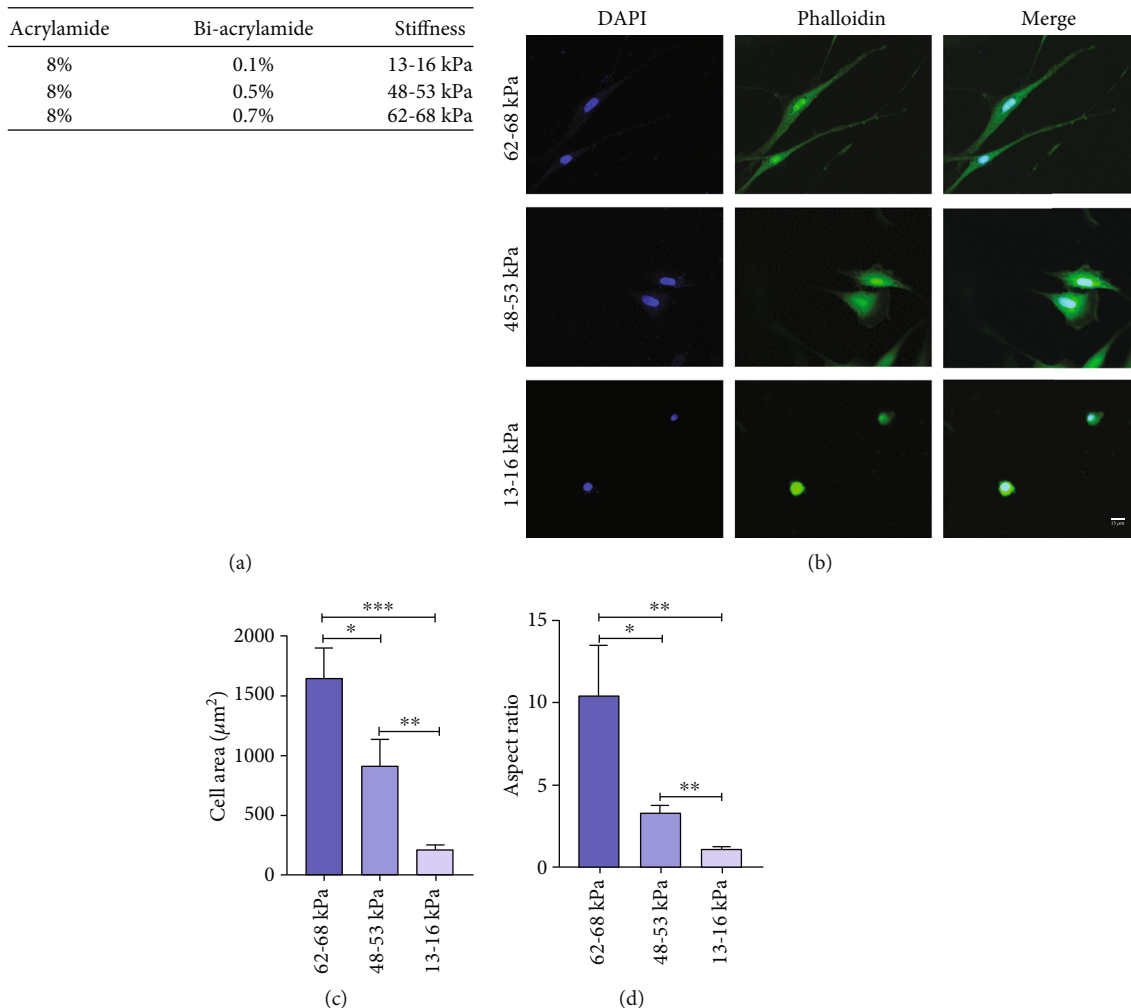 Acrylamide Bi-acrylamide Stiffness
8% 0.1% 13-16 kPa
8% 0.5% 48-53 kPa
8% 0.7% 62-68 kPa
(a)
DAPI Phalloidin Merge
62-68 kPa
48-53 kPa
13-16 kPa
15 μm
(b)
Cell area (μm²)
2000
1500
1000
500
0
***
*
**
62-68 kPa
48-53 kPa
13-16 kPa
(c)
Aspect ratio
15
10
5
0
**
*
**
62-68 kPa
48-53 kPa
13-16 kPa
(d)